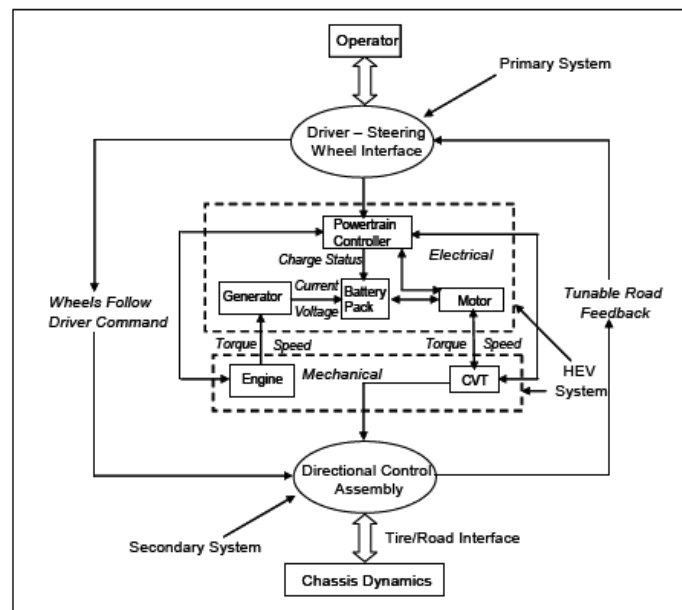 Operator
Primary System
Driver – Steering
Wheel Interface
Powertrain
Controller
Electrical
Charge Status
Current
Generator
Battery
Pack
Motor
Voltage
Wheels Follow
Driver Command
Tunable Road
Feedback
Torque Speed
Torque Speed
HEV
System
Engine
Mechanical
CVT
Directional Control
Assembly
Secondary System
Tire/Road Interface
Chassis Dynamics